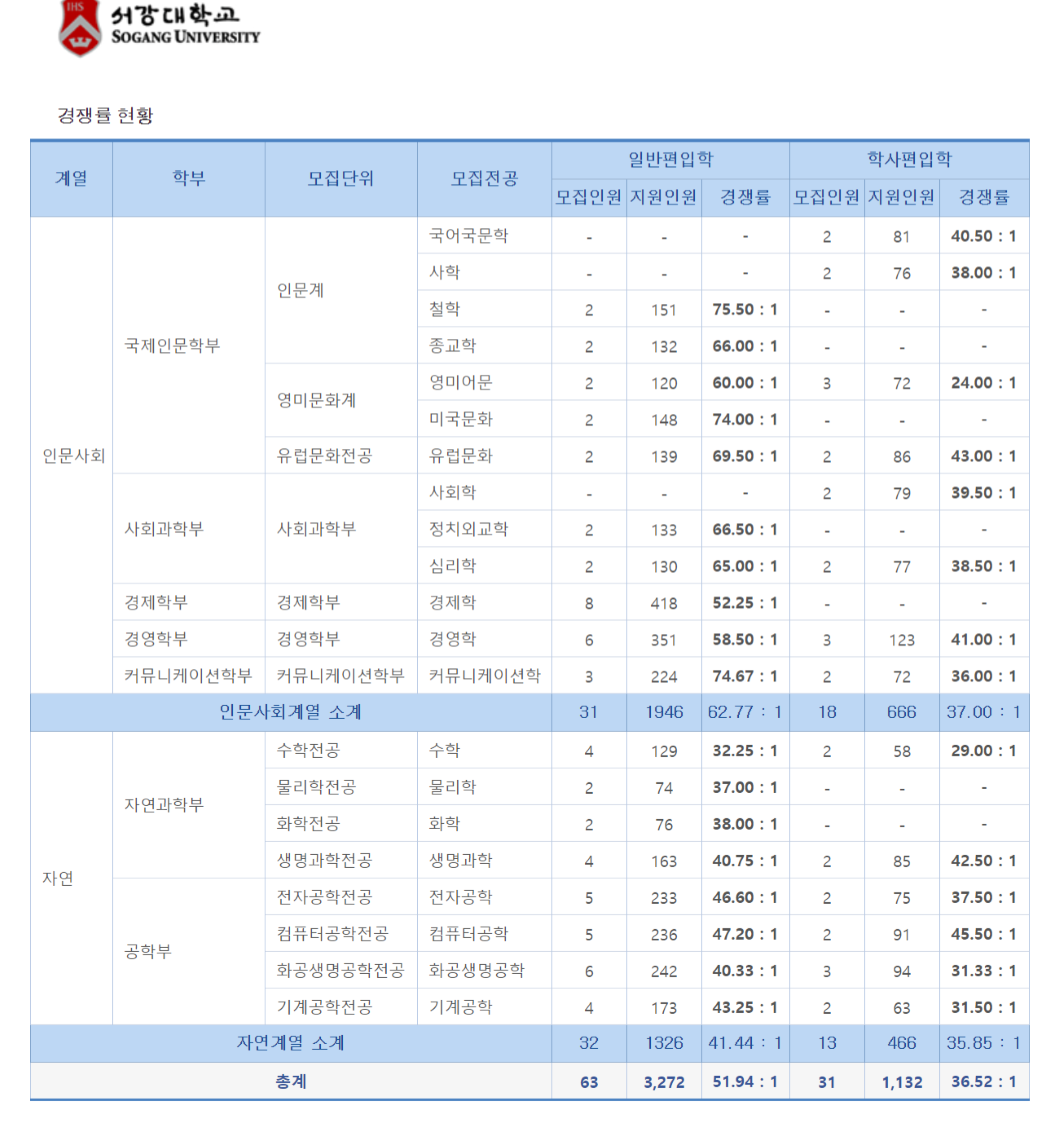 IHS
서강대학교
SOGANG UNIVERSITY
경쟁률 현황
계열 학부 모집단위 모집전공 일반편입학 학사편입학
모집인원 지원인원 경쟁률 모집인원 지원인원 경쟁률
인문사회 국제인문학부 인문계 국어국문학 - - - 2 81 40.50 : 1
사학 - - - 2 76 38.00 : 1
철학 2 151 75.50 : 1 - - -
종교학 2 132 66.00 : 1 - - -
영미문화계 영미어문 2 120 60.00 : 1 3 72 24.00 : 1
미국문화 2 148 74.00 : 1 - - -
유럽문화전공 유럽문화 2 139 69.50 : 1 2 86 43.00 : 1
사회과학부 사회과학부 사회학 - - - 2 79 39.50 : 1
정치외교학 2 133 66.50 : 1 - - -
심리학 2 130 65.00 : 1 2 77 38.50 : 1
경제학부 경제학부 경제학 8 418 52.25 : 1 - - -
경영학부 경영학부 경영학 6 351 58.50 : 1 3 123 41.00 : 1
커뮤니케이션학부 커뮤니케이션학부 커뮤니케이션학 3 224 74.67 : 1 2 72 36.00 : 1
인문사회계열 소계 31 1946 62.77 : 1 18 666 37.00 : 1
자연 자연과학부 수학전공 수학 4 129 32.25 : 1 2 58 29.00 : 1
물리학전공 물리학 2 74 37.00 : 1 - - -
화학전공 화학 2 76 38.00 : 1 - - -
생명과학전공 생명과학 4 163 40.75 : 1 2 85 42.50 : 1
공학부 전자공학전공 전자공학 5 233 46.60 : 1 2 75 37.50 : 1
컴퓨터공학전공 컴퓨터공학 5 236 47.20 : 1 2 91 45.50 : 1
화공생명공학전공 화공생명공학 6 242 40.33 : 1 3 94 31.33 : 1
기계공학전공 기계공학 4 173 43.25 : 1 2 63 31.50 : 1
자연계열 소계 32 1326 41.44 : 1 13 466 35.85 : 1
총계 63 3,272 51.94 : 1 31 1,132 36.52 : 1